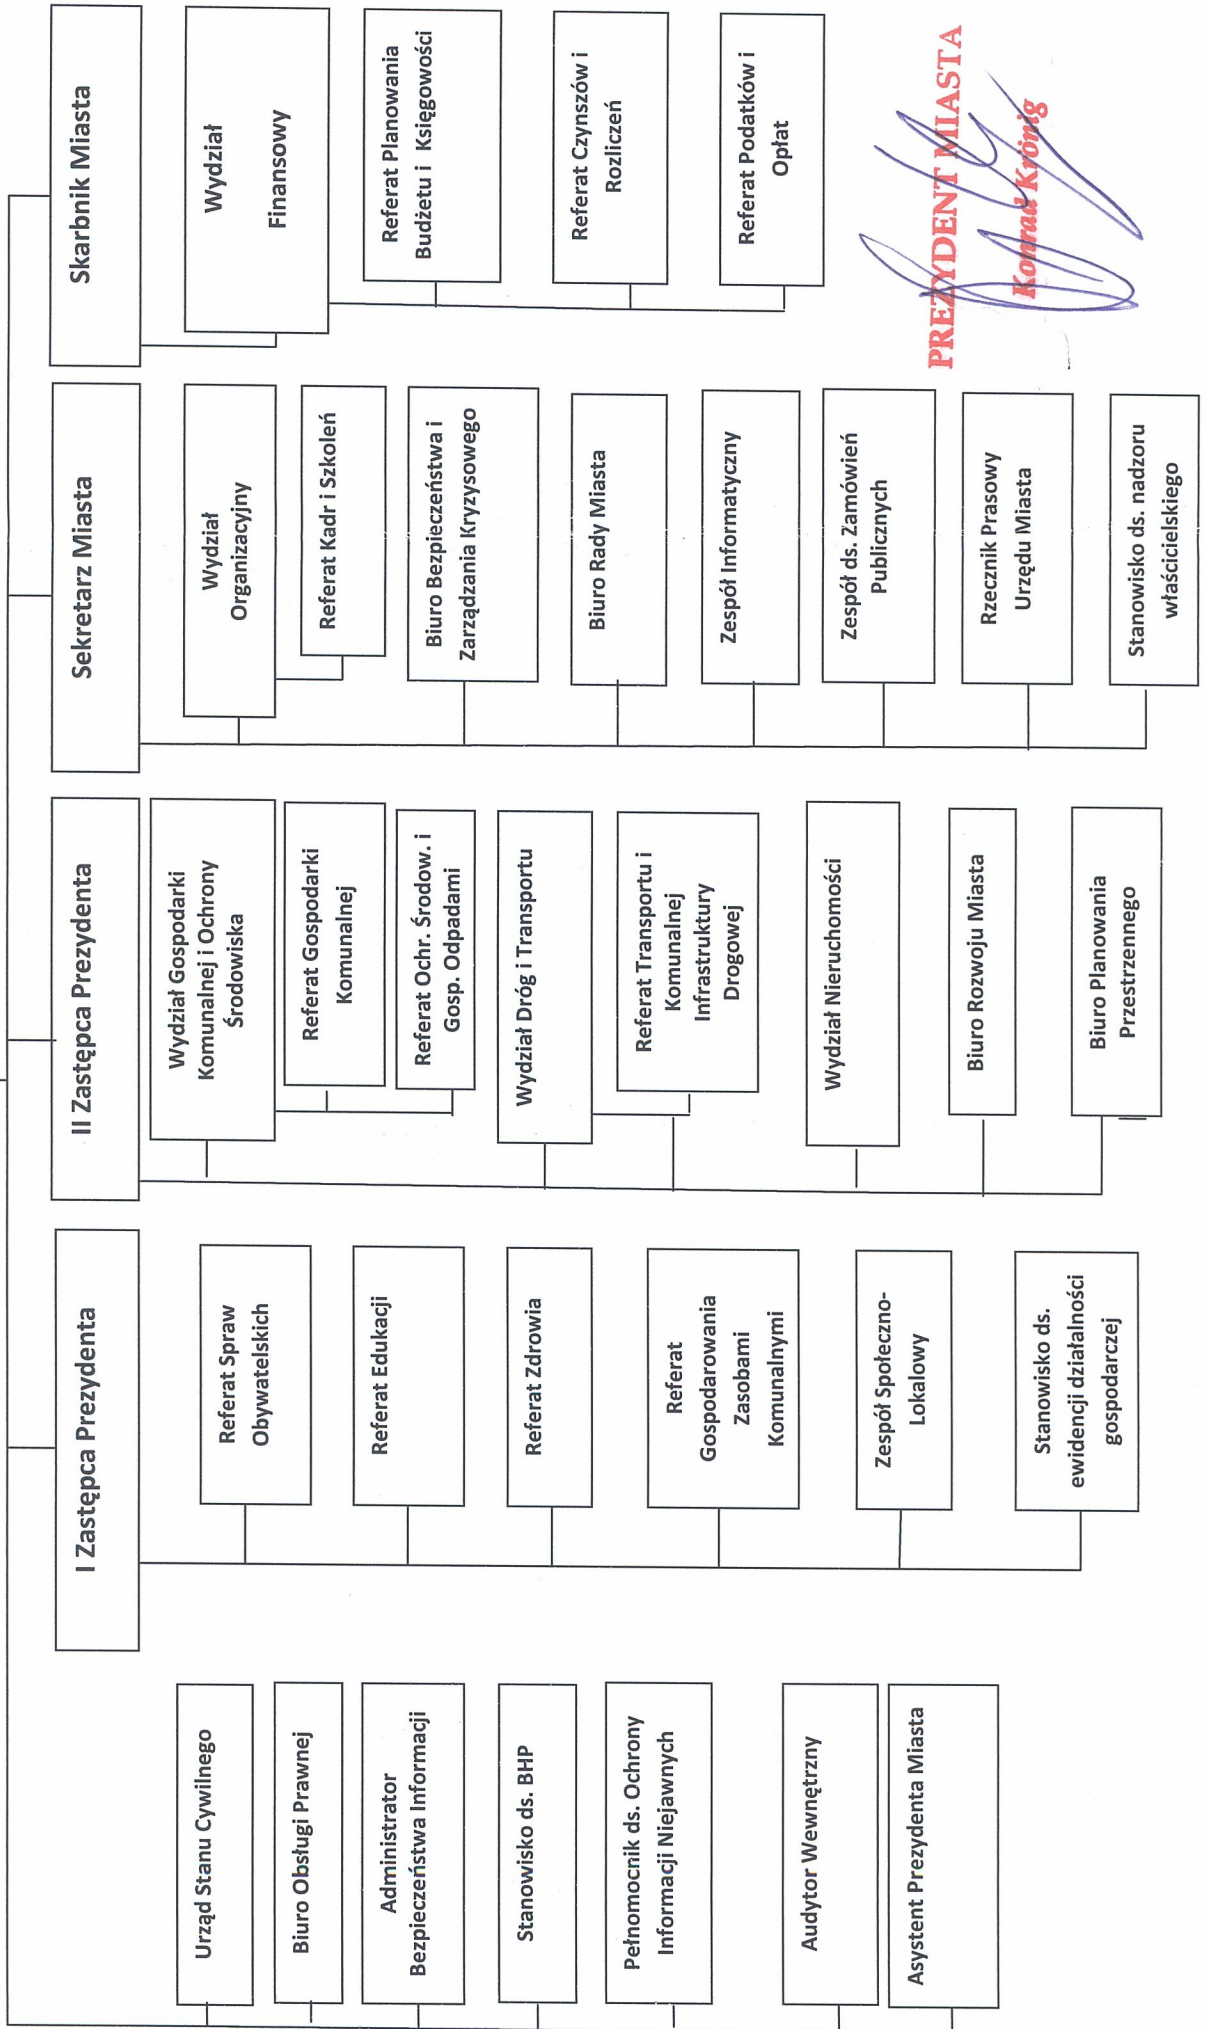 Urząd Stanu Cywilnego
Biuro Obsługi Prawnej
Administrator
Bezpieczeństwa Informacji
Stanowisko ds. BHP
Pełnomocnik ds. Ochrony
Informacji Niejawnych
Audytor Wewnętrzny
Asystent Prezydenta Miasta
I Zastępca Prezydenta
Referat Spraw
Obywatelskich
Referat Edukacji
Referat Zdrowia
Referat
Gospodarowania
Zasobami
Komunalnymi
Zespół Społeczno-
Lokalowy
Stanowisko ds.
ewidencji działalności
gospodarczej
II Zastępca Prezydenta
Wydział Gospodarki
Komunalnej i Ochrony
Środowiska
Referat Gospodarki
Komunalnej
Referat Ochr. Środow. i
Gosp. Odpadami
Wydział Dróg i Transportu
Referat Transportu i
Komunalnej
Infrastruktury
Drogowej
Wydział Nieruchomości
Biuro Rozwoju Miasta
Biuro Planowania
Przestrzennego
Sekretarz Miasta
Wydział
Organizacyjny
Referat Kadr i Szkoleń
Biuro Bezpieczeństwa i
Zarządzania Kryzysowego
Biuro Rady Miasta
Zespół Informatyczny
Zespół ds. Zamówień
Publicznych
Rzecznik Prasowy
Urzędu Miasta
Stanowisko ds. nadzoru
właścicielskiego
Skarbnik Miasta
Wydział
Finansowy
Referat Planowania
Budżetu i Księgowości
Referat Czynszów i
Rozliczeń
Referat Podatków i
Opłat
PREZYDENT MIASTA
Konrad Krönig